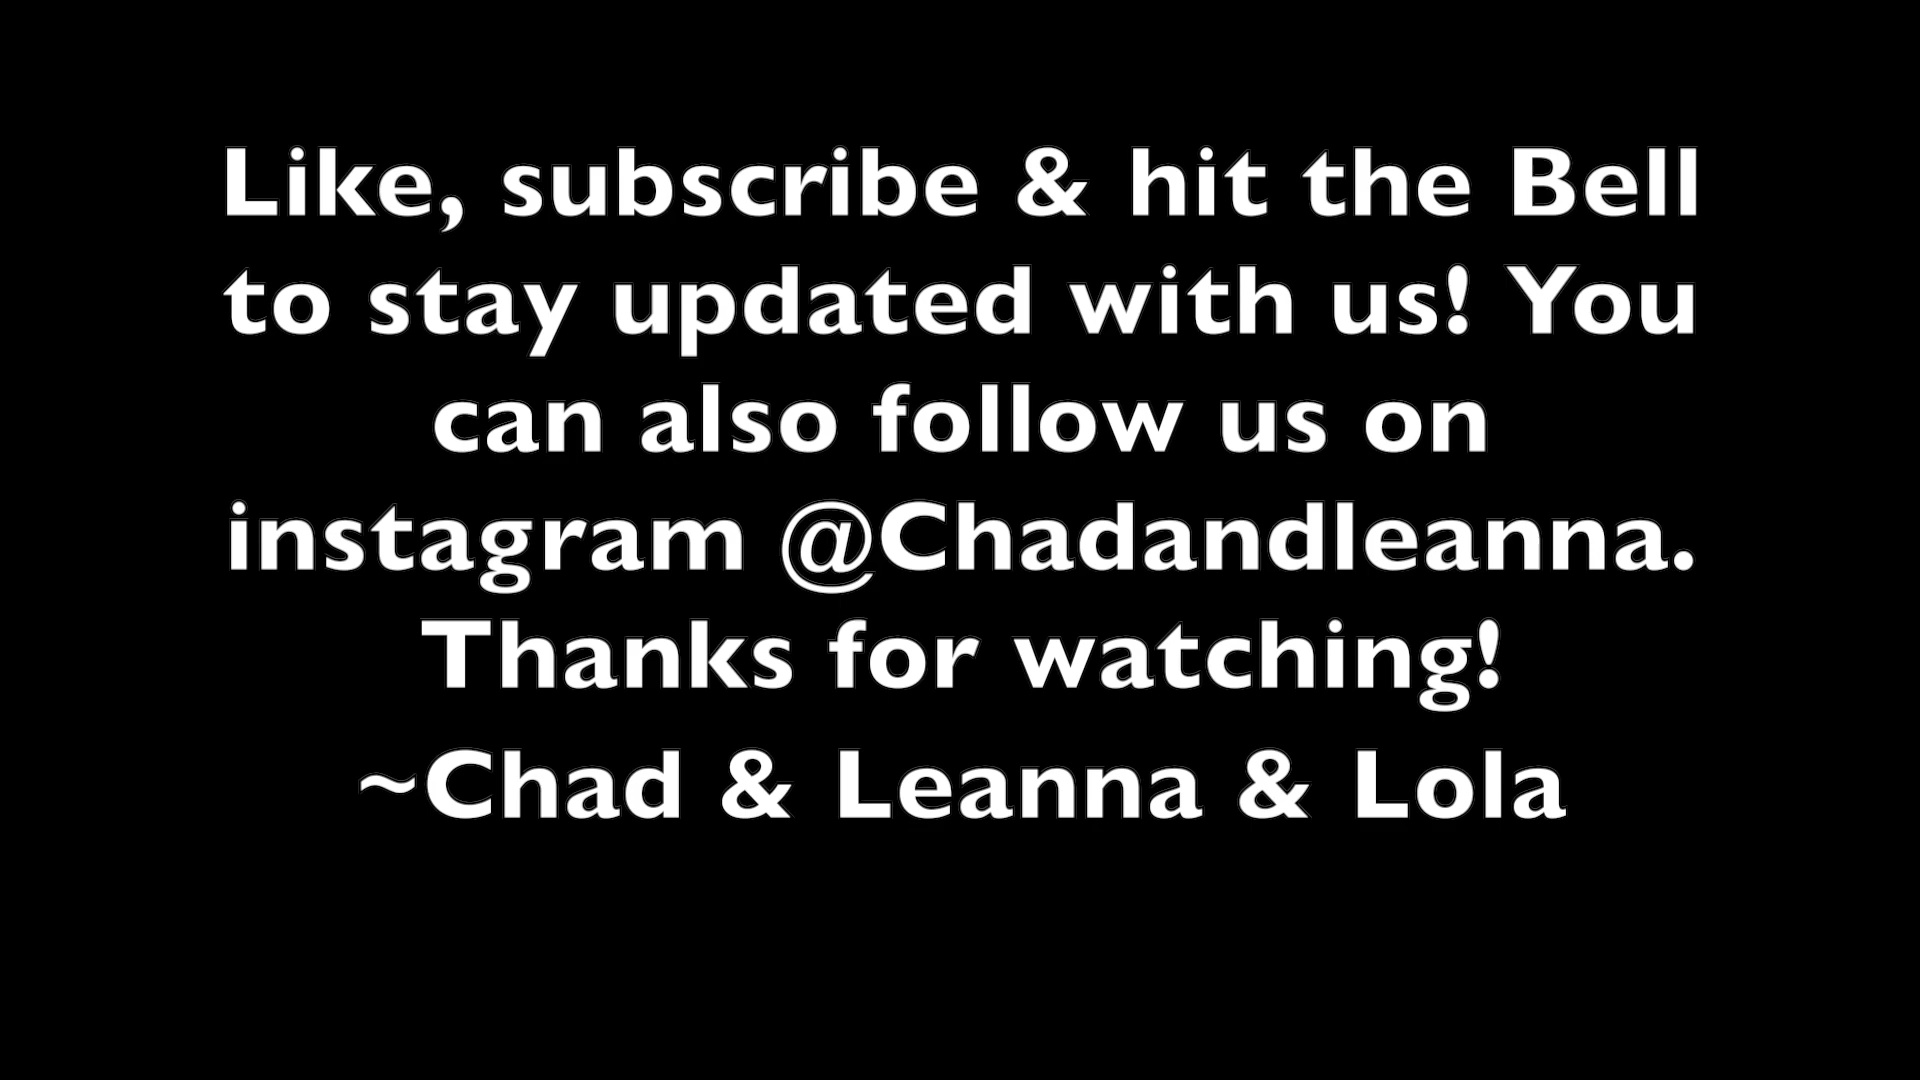 Like, subscribe & hit the Bell
to stay updated with us! You
can also follow us on
instagram @Chadandleanna.
Thanks for watching!
~Chad & Leanna & Lola